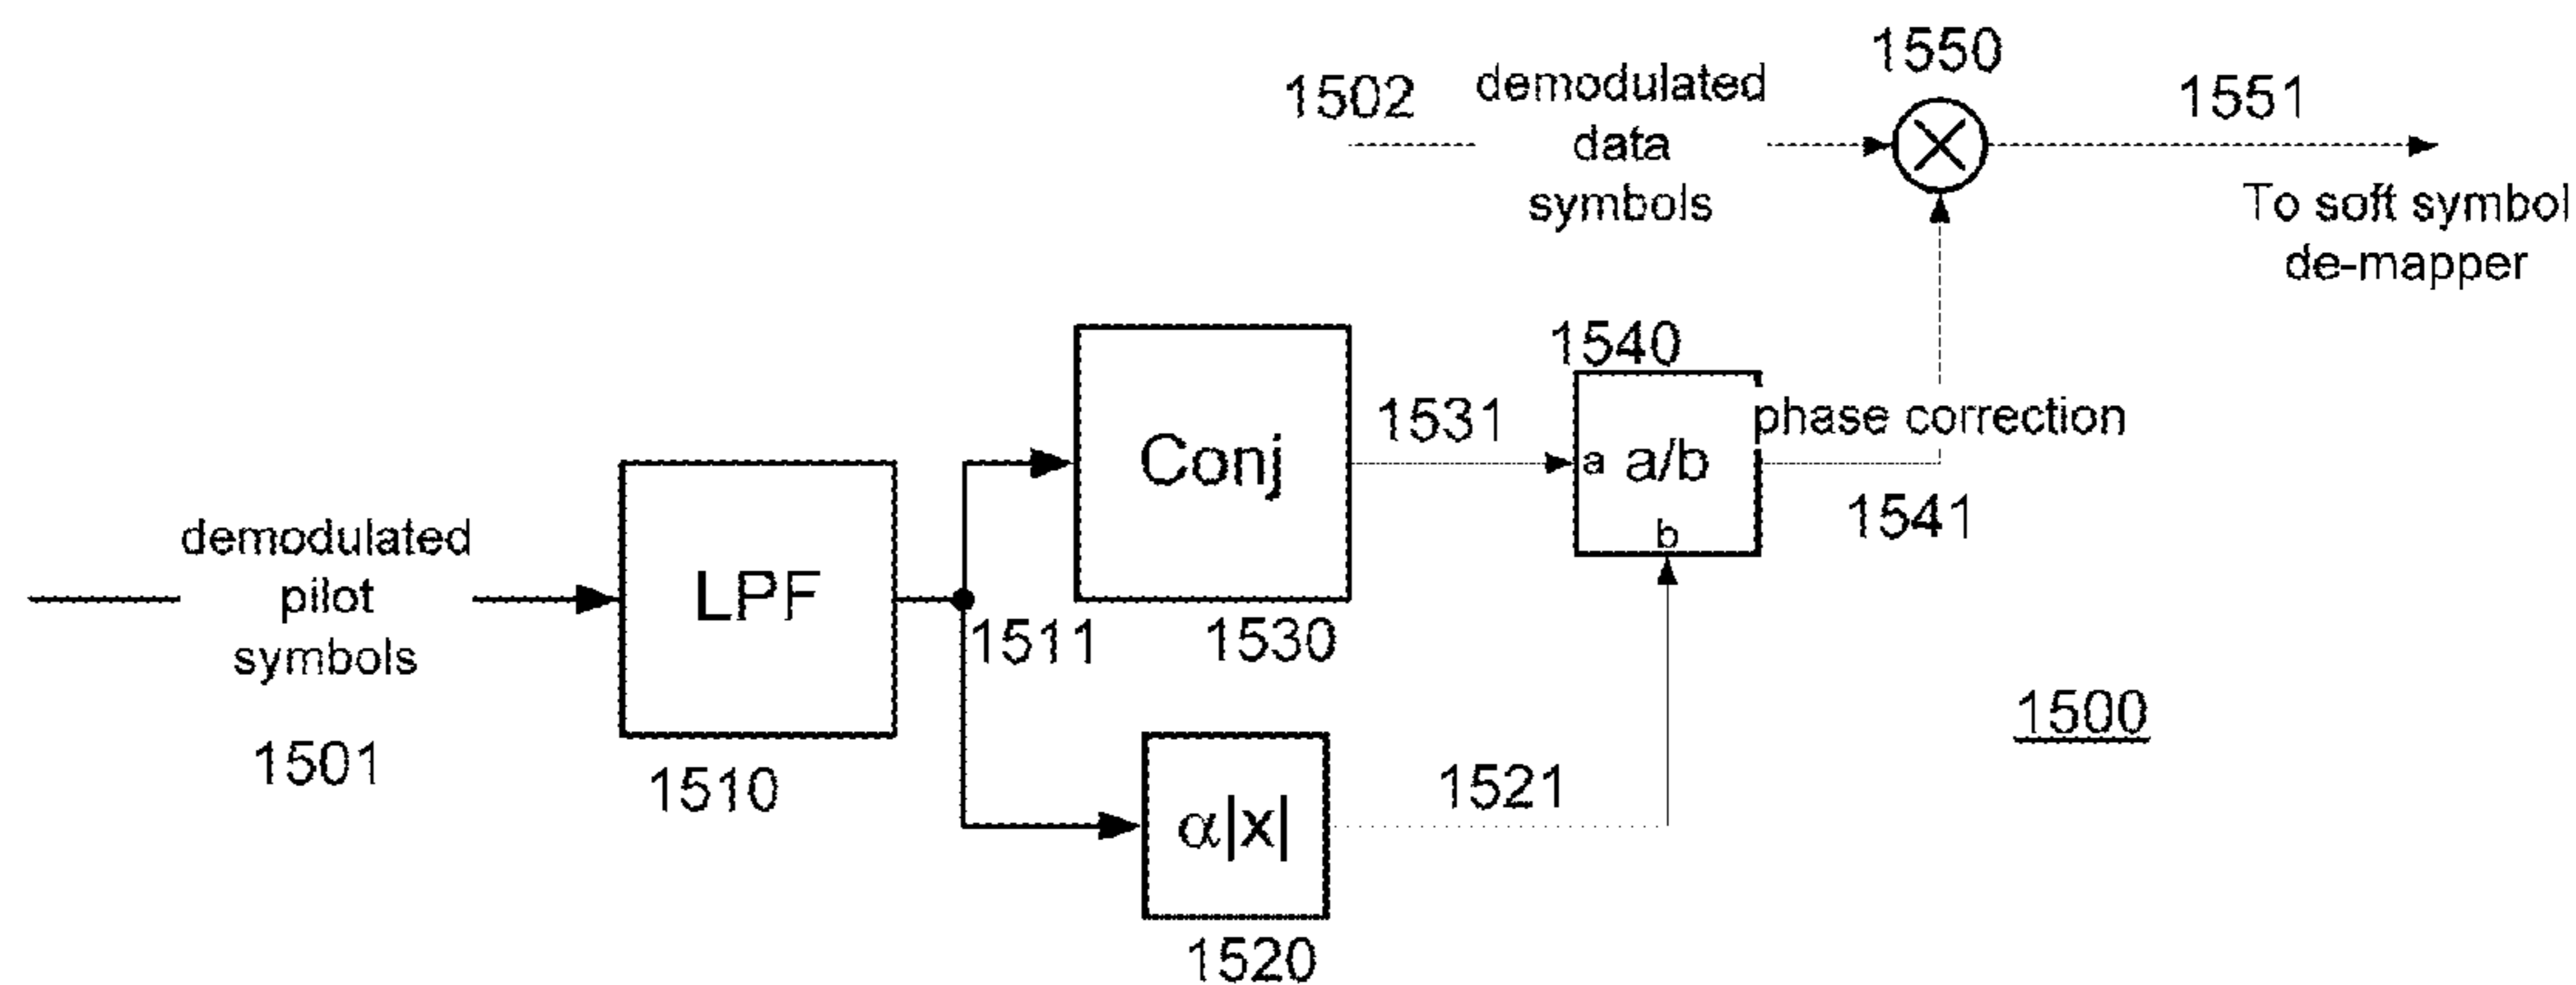 1550
1502
demodulated
data
symbols
1551
To soft symbol
de-mapper
1540
Conj
1531
a a/b
b
phase correction
1541
demodulated
pilot
symbols
LPF
1511
1530
1501
1510
1521
α|x|
1520
1500